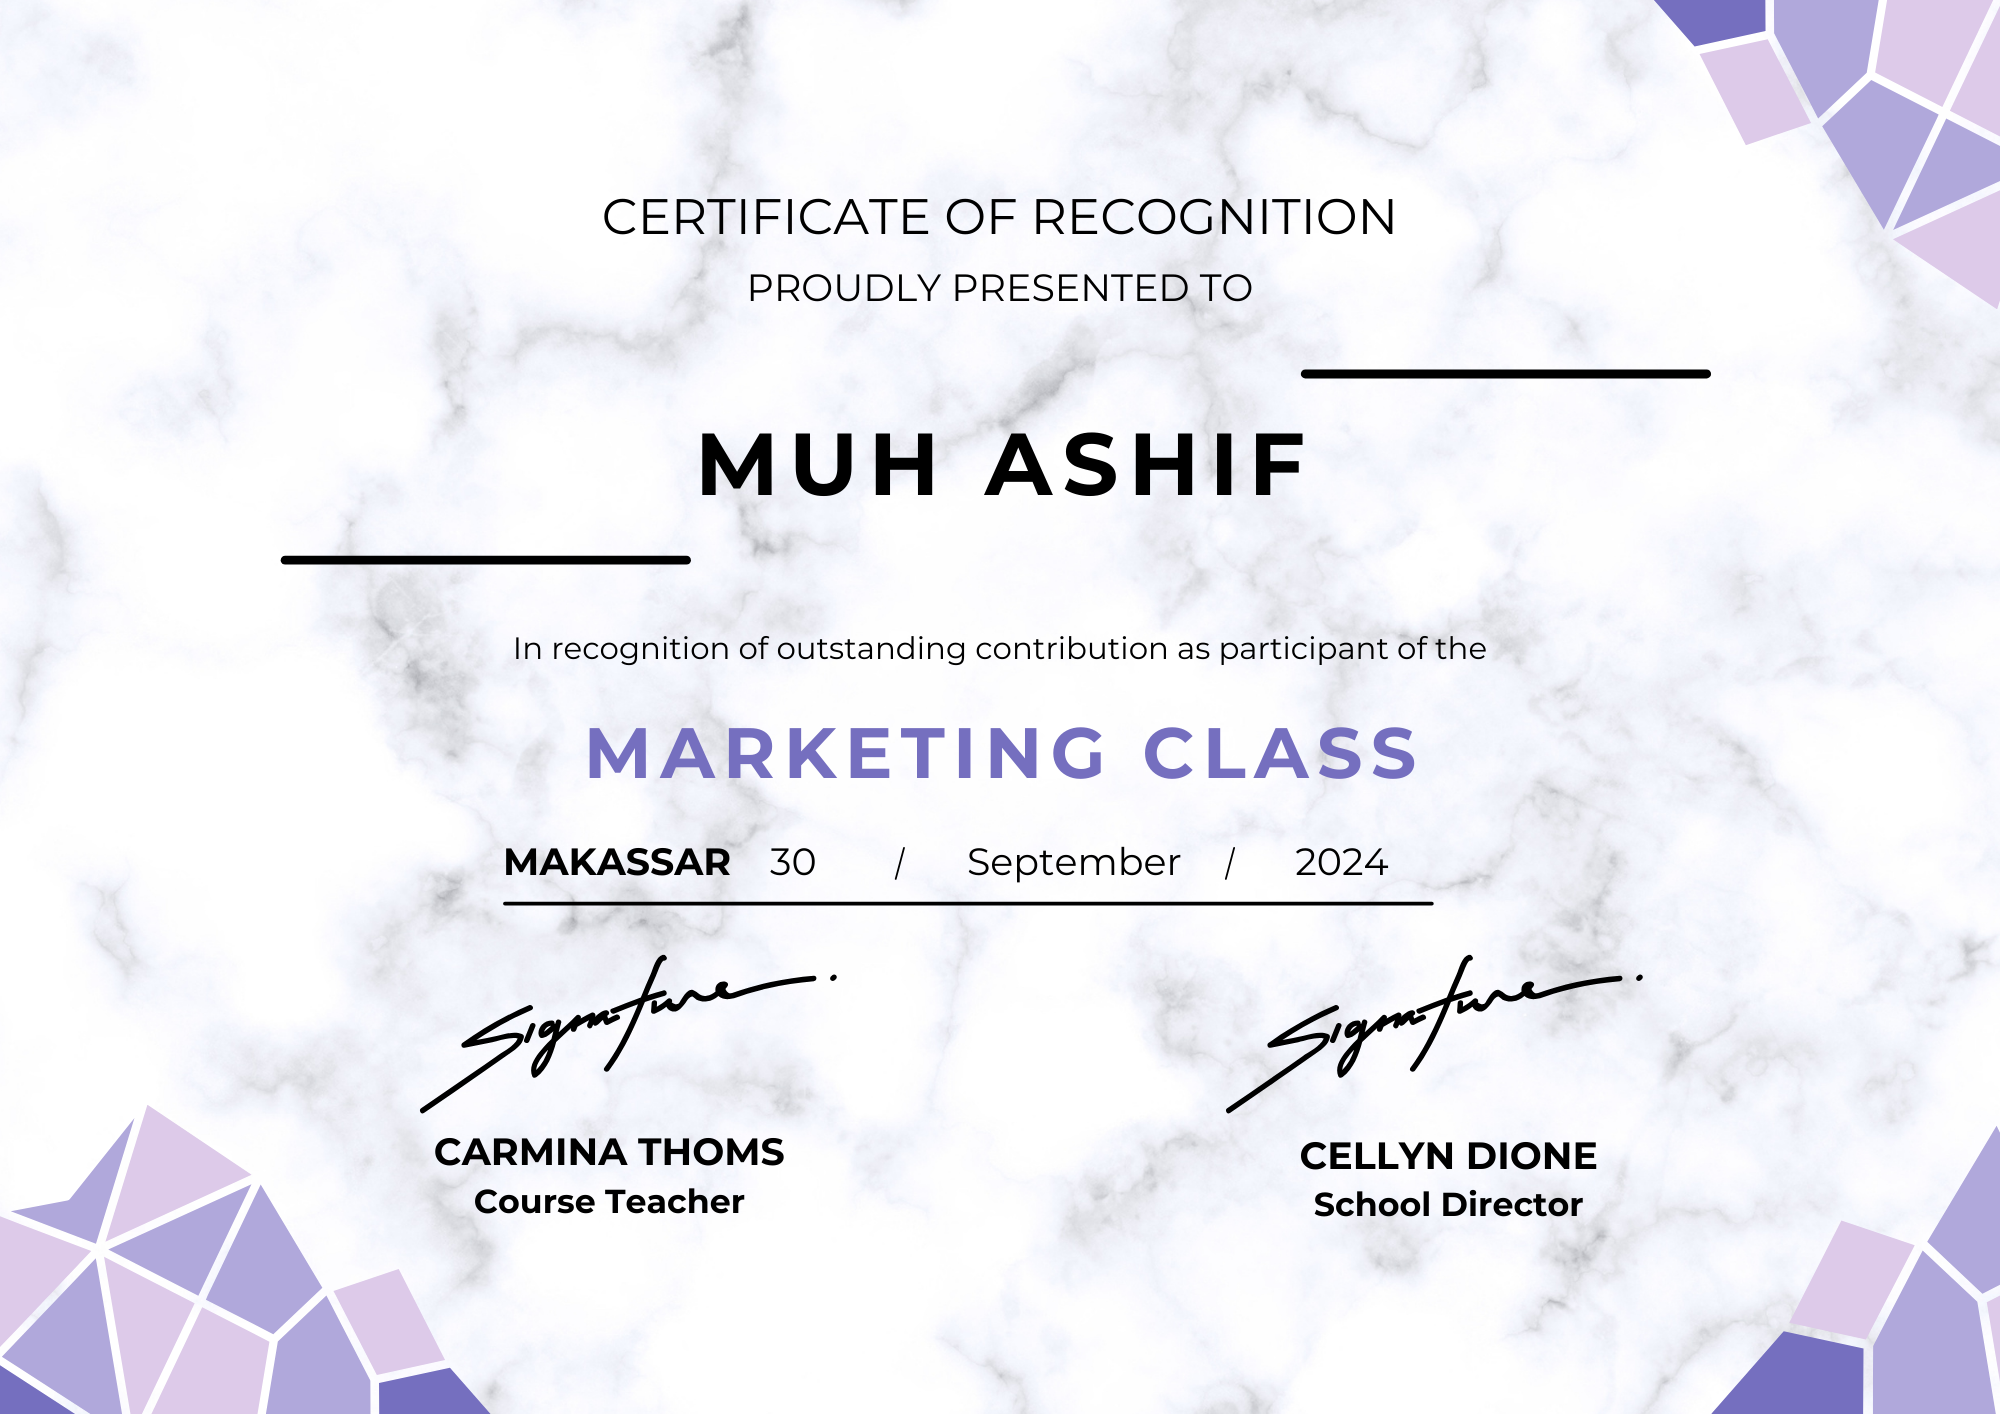 CERTIFICATE OF RECOGNITION
PROUDLY PRESENTED TO
MUH ASHIF
In recognition of outstanding contribution as participant of the
MARKETING CLASS
MAKASSAR 30 / September / 2024
Signature. Signature.
CARMINA THOMS CELLYN DIONE
Course Teacher School Director